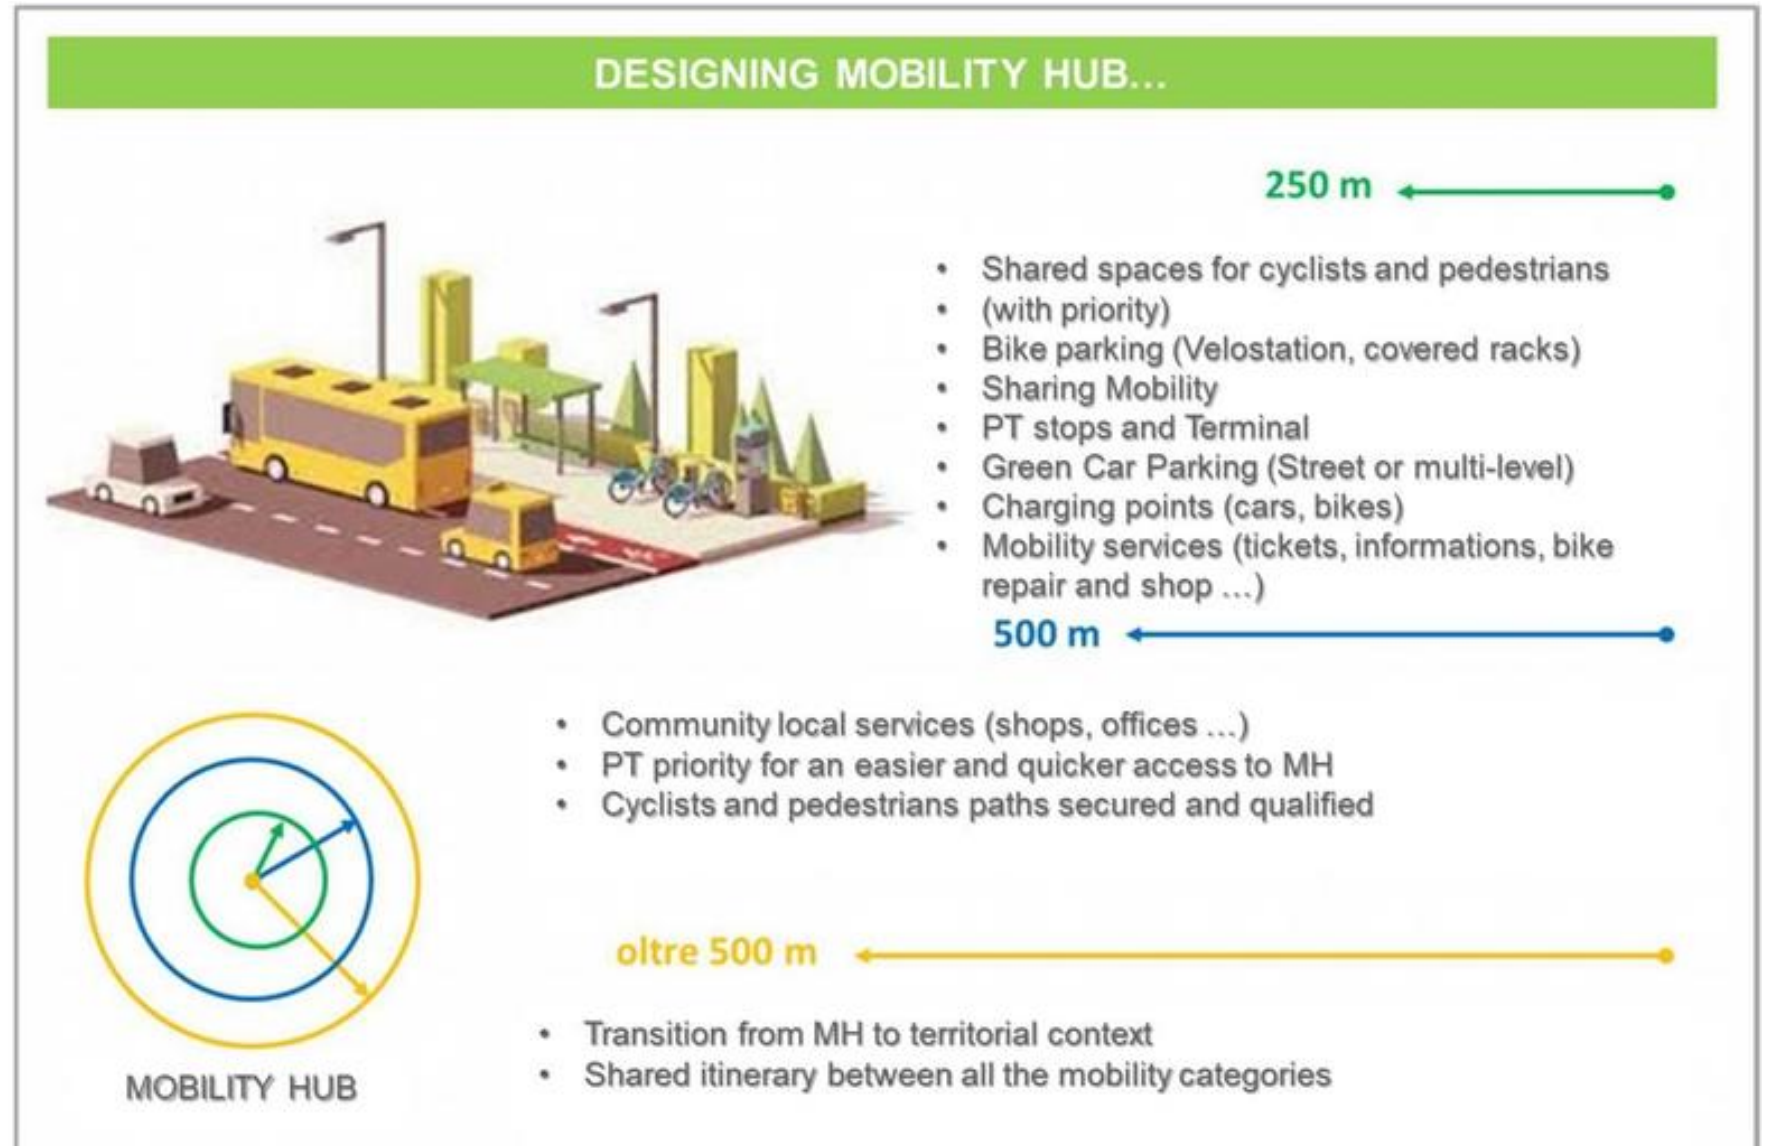 DESIGNING MOBILITY HUB...
250 m
• Shared spaces for cyclists and pedestrians
• (with priority)
• Bike parking (Velostation, covered racks)
• Sharing Mobility
• PT stops and Terminal
• Green Car Parking (Street or multi-level)
• Charging points (cars, bikes)
• Mobility services (tickets, informations, bike
repair and shop ...)
500 m
• Community local services (shops, offices ...)
• PT priority for an easier and quicker access to MH
• Cyclists and pedestrians paths secured and qualified
oltre 500 m
• Transition from MH to territorial context
• Shared itinerary between all the mobility categories
MOBILITY HUB